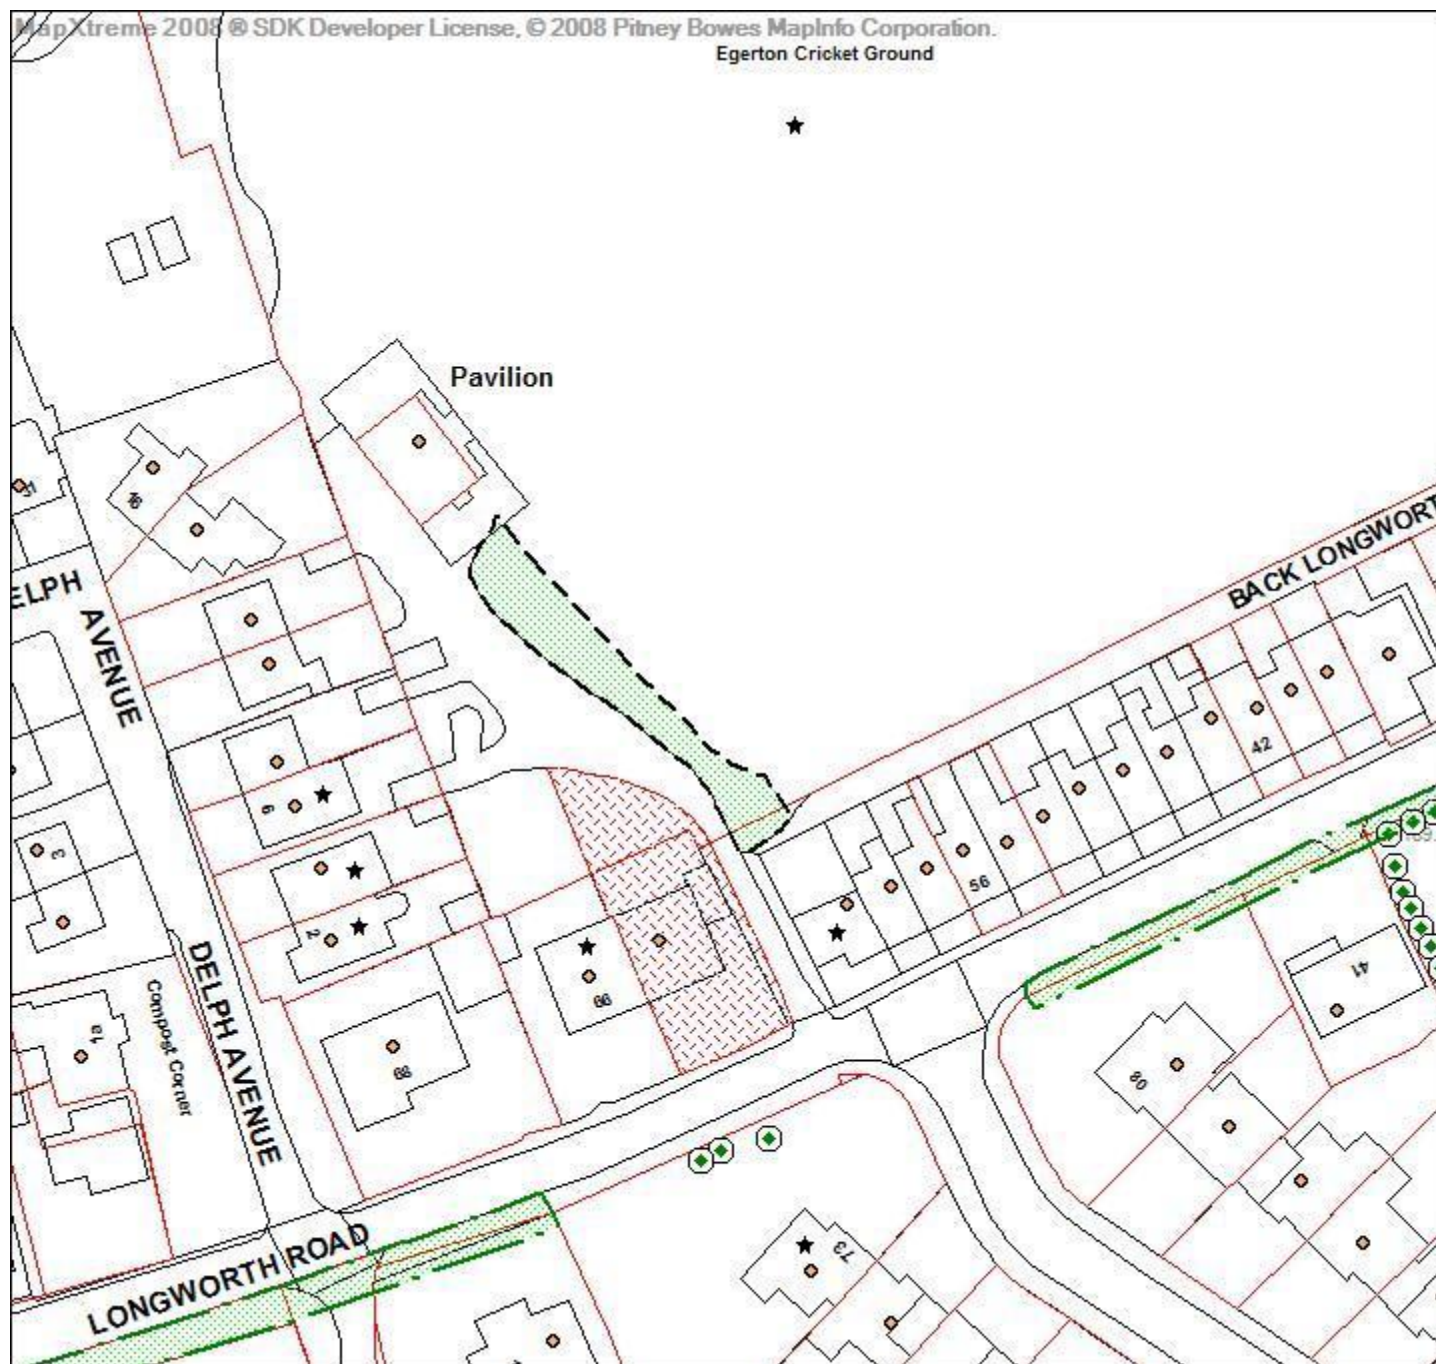 MapXtreme 2008 ® SDK Developer License, © 2008 Pitney Bowes MapInfo Corporation.
Egerton Cricket Ground
Pavilion
46
ELPH
AVENUE
BACK LONGWORT
42
56
6
3
2
66
68
1a
Compost Corner
DELPH AVENUE
41
80
73
LONGWORTH ROAD